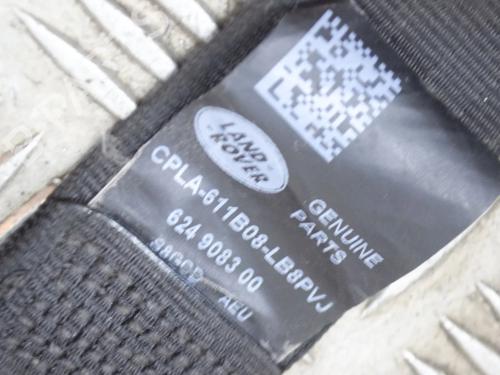 LAND
ROVER
GENUINE
PARTS
CPLA-611B08-LB8PVJ
624 9083 00
AEU